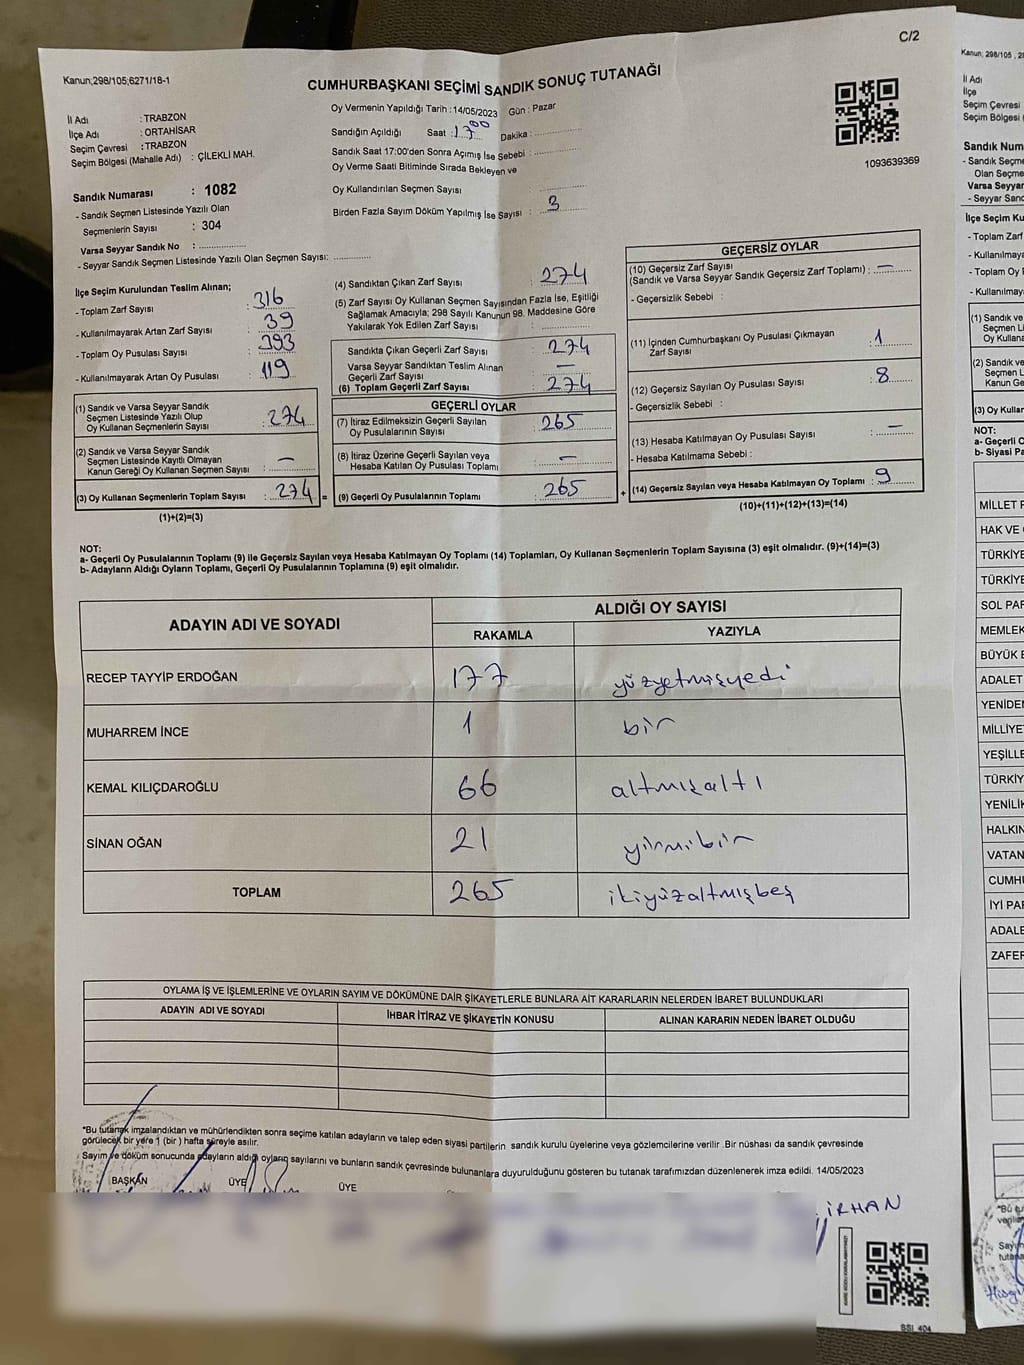 C/2
Kanun;298/105,6271/18-1
CUMHURBAŞKANI SEÇİMİ SANDIK SONUÇ TUTANAĞI
İl Adı : TRABZON
İlçe Adı : ORTAHİSAR
Seçim Çevresi : TRABZON
Seçim Bölgesi (Mahalle Adı) : ÇİLEKLİ MAH.
Oy Vermenin Yapıldığı Tarih : 14/05/2023 Gün : Pazar
Sandığın Açıldığı Saat : 17.00 Dakika :
Sandık Saat 17:00'den Sonra Açımış İse Sebebi :
Oy Verme Saati Bitiminde Sırada Bekleyen ve
Oy Kullandırılan Seçmen Sayısı
Birden Fazla Sayım Döküm Yapılmış İse Sayısı : 3
1093639369
Sandık Numarası : 1082
- Sandık Seçmen Listesinde Yazılı Olan
Seçmenlerin Sayısı : 304
Varsa Seyyar Sandık No :
- Seyyar Sandık Seçmen Listesinde Yazılı Olan Seçmen Sayısı:
İlçe Seçim Kurulundan Teslim Alınan;
- Toplam Zarf Sayısı : 316
- Kullanılmayarak Artan Zarf Sayısı : 39
- Toplam Oy Pusulası Sayısı : 393
- Kullanılmayarak Artan Oy Pusulası : 119
(1) Sandık ve Varsa Seyyar Sandık
Seçmen Listesinde Yazılı Olup
Oy Kullanan Seçmenlerin Sayısı : 274
(2) Sandık ve Varsa Seyyar Sandık
Seçmen Listesinde Kayıtlı Olmayan
Kanun Gereği Oy Kullanan Seçmen Sayısı : –
(3) Oy Kullanan Seçmenlerin Toplam Sayısı : 274 =
(1)+(2)=(3)
(4) Sandıktan Çıkan Zarf Sayısı : 274
(5) Zarf Sayısı Oy Kullanan Seçmen Sayısından Fazla İse, Eşitliği
Sağlamak Amacıyla; 298 Sayılı Kanunun 98. Maddesine Göre
Yakılarak Yok Edilen Zarf Sayısı :
Sandıkta Çıkan Geçerli Zarf Sayısı : 274
Varsa Seyyar Sandıktan Teslim Alınan
Geçerli Zarf Sayısı : –
(6) Toplam Geçerli Zarf Sayısı : 274
GEÇERLİ OYLAR
(7) İtiraz Edilmeksizin Geçerli Sayılan
Oy Pusulalarının Sayısı : 265
(8) İtiraz Üzerine Geçerli Sayılan veya
Hesaba Katılan Oy Pusulası Toplamı : –
(9) Geçerli Oy Pusulalarının Toplamı : 265 +
GEÇERSİZ OYLAR
(10) Geçersiz Zarf Sayısı
(Sandık ve Varsa Seyyar Sandık Geçersiz Zarf Toplamı) : –
- Geçersizlik Sebebi :
(11) İçinden Cumhurbaşkanı Oy Pusulası Çıkmayan
Zarf Sayısı : 1
(12) Geçersiz Sayılan Oy Pusulası Sayısı : 8
- Geçersizlik Sebebi :
(13) Hesaba Katılmayan Oy Pusulası Sayısı : –
- Hesaba Katılmama Sebebi :
(14) Geçersiz Sayılan veya Hesaba Katılmayan Oy Toplamı : 9
(10)+(11)+(12)+(13)=(14)
NOT:
a- Geçerli Oy Pusulalarının Toplamı (9) ile Geçersiz Sayılan veya Hesaba Katılmayan Oy Toplamı (14) Toplamları, Oy Kullanan Seçmenlerin Toplam Sayısına (3) eşit olmalıdır. (9)+(14)=(3)
b- Adayların Aldığı Oyların Toplamı, Geçerli Oy Pusulalarının Toplamına (9) eşit olmalıdır.
ADAYIN ADI VE SOYADI ALDIĞI OY SAYISI
RAKAMLA YAZIYLA
RECEP TAYYİP ERDOĞAN 177 yüzyetmişyedi
MUHARREM İNCE 1 bir
KEMAL KILIÇDAROĞLU 66 altmışaltı
SİNAN OĞAN 21 yirmibir
TOPLAM 265 ikiyüzaltmışbeş
OYLAMA İŞ VE İŞLEMLERİNE VE OYLARIN SAYIM VE DÖKÜMÜNE DAİR ŞİKAYETLERLE BUNLARA AİT KARARLARIN NELERDEN İBARET BULUNDUKLARI
ADAYIN ADI VE SOYADI İHBAR İTİRAZ VE ŞİKAYETİN KONUSU ALINAN KARARIN NEDEN İBARET OLDUĞU
*Bu tutanak imzalandıktan ve mühürlendikten sonra seçime katılan adayların ve talep eden siyasi partilerin sandık kurulu üyelerine veya gözlemcilerine verilir .Bir nüshası da sandık çevresinde
görülecek bir yere 1 (bir ) hafta süreyle asılır.
Sayım ve döküm sonucunda adayların aldığı oyların sayılarını ve bunların sandık çevresinde bulunanlara duyurulduğunu gösteren bu tutanak tarafımızdan düzenlenerek imza edildi. 14/05/2023
BAŞKAN ÜYE ÜYE
İRHAN
SSI 404
Kanun; 298/105 , 2
İl Adı
İlçe
Seçim Çevresi
Seçim Bölgesi (
Sandık Num
- Sandık Seçme
Olan Seçme
Varsa Seyya
- Seyyar Sand
İlçe Seçim Ku
- Toplam Zarf
- Kullanılmaya
- Toplam Oy
- Kullanılmaya
(1) Sandık ve
Seçmen Li
Oy Kullana
(2) Sandık ve
Seçmen L
Kanun Ge
(3) Oy Kullar
NOT:
a- Geçerli O
b- Siyasi Pa
MİLLET P
HAK VE
TÜRKİYE
TÜRKİYE
SOL PAR
MEMLEK
BÜYÜK
ADALET
YENİDEN
MİLLİYE
YEŞİLLE
TÜRKİY
YENİLİK
HALKIN
VATAN
CUMHU
İYİ PAR
ADALE
ZAFER